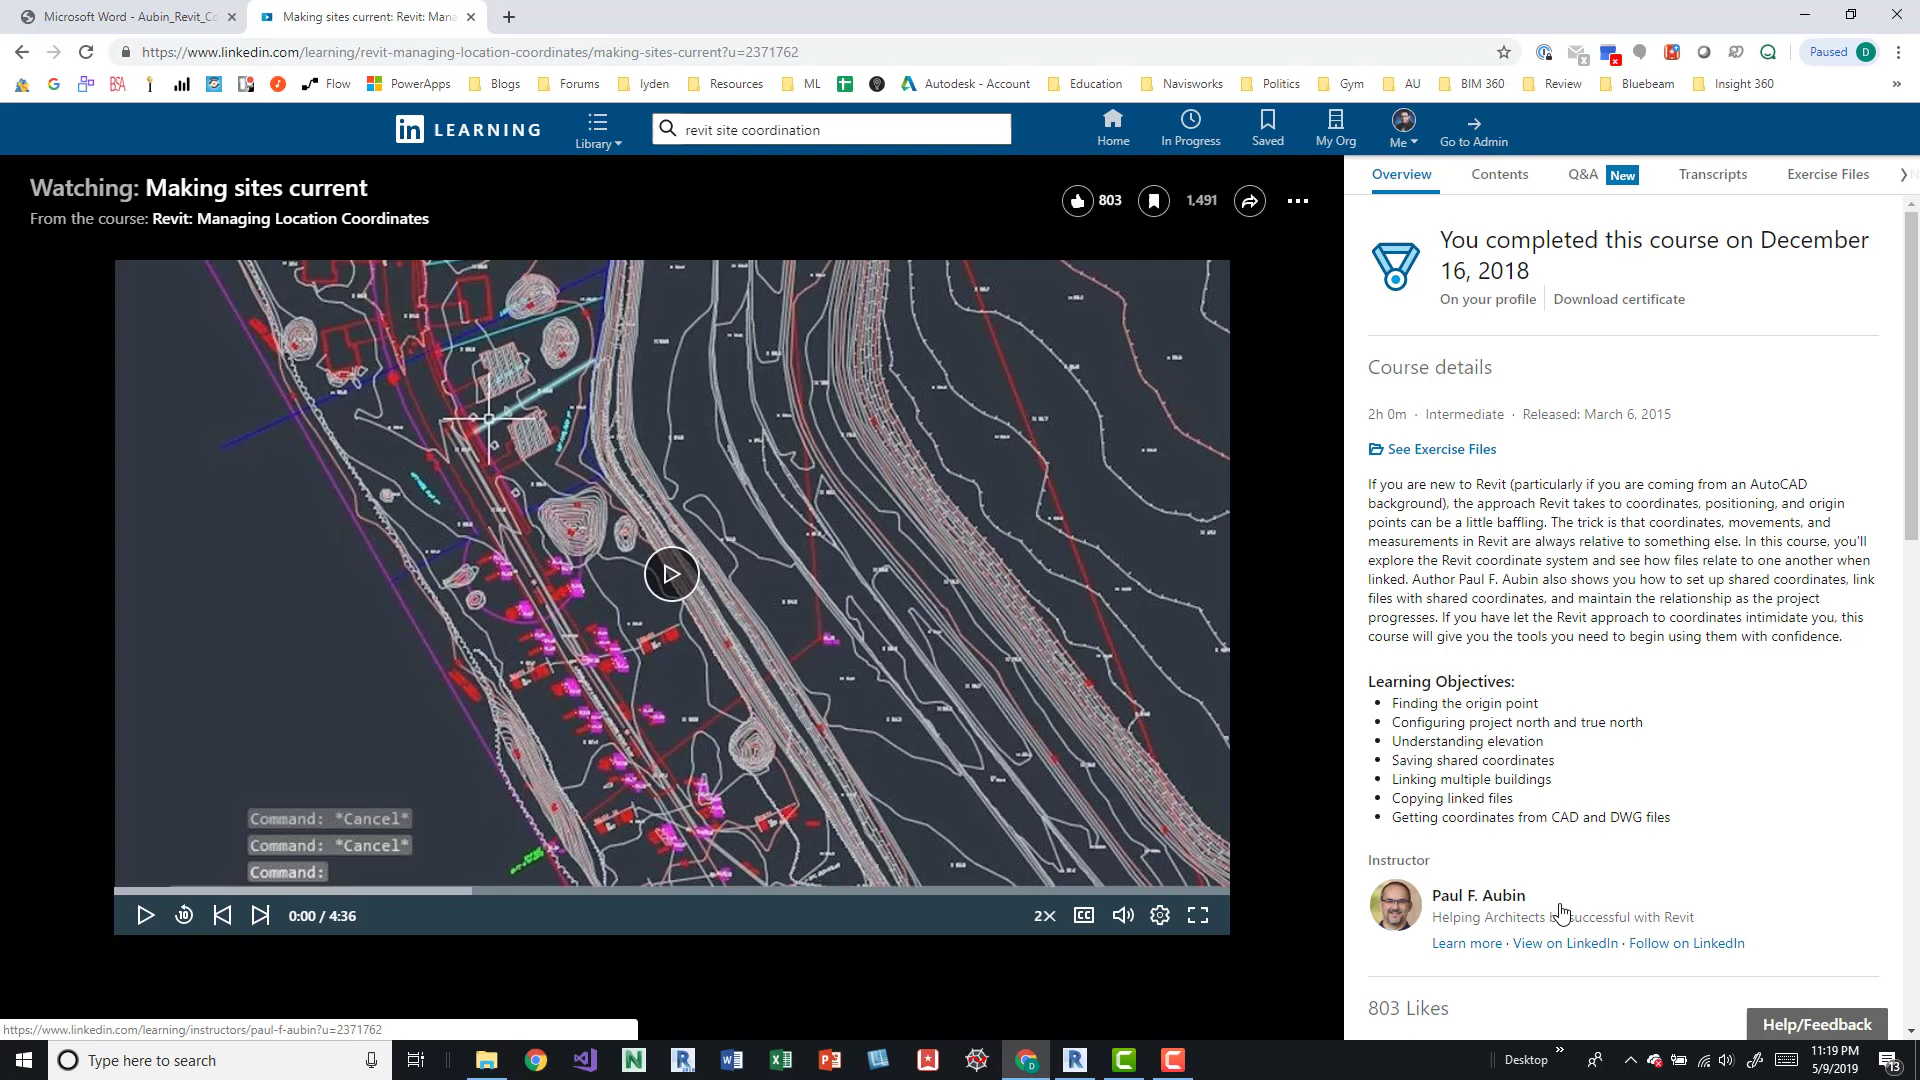 Microsoft Word - Aubin_Revit_Co
Making sites current: Revit: Mana
https://www.linkedin.com/learning/revit-managing-location-coordinates/making-sites-current?u=2371762
Paused D
BSA
Flow
PowerApps
Blogs
Forums
lyden
Resources
ML
Autodesk - Account
Education
Navisworks
Politics
Gym
AU
BIM 360
Review
Bluebeam
Insight 360
in LEARNING
Library
revit site coordination
Home
In Progress
Saved
My Org
Me
Go to Admin
Watching: Making sites current
From the course: Revit: Managing Location Coordinates
803
1,491
Overview
Contents
Q&A New
Transcripts
Exercise Files
You completed this course on December
16, 2018
On your profile
Download certificate
Course details
2h 0m · Intermediate · Released: March 6, 2015
See Exercise Files
If you are new to Revit (particularly if you are coming from an AutoCAD
background), the approach Revit takes to coordinates, positioning, and origin
points can be a little baffling. The trick is that coordinates, movements, and
measurements in Revit are always relative to something else. In this course, you'll
explore the Revit coordinate system and see how files relate to one another when
linked. Author Paul F. Aubin also shows you how to set up shared coordinates, link
files with shared coordinates, and maintain the relationship as the project
progresses. If you have let the Revit approach to coordinates intimidate you, this
course will give you the tools you need to begin using them with confidence.
Learning Objectives:
• Finding the origin point
• Configuring project north and true north
• Understanding elevation
• Saving shared coordinates
• Linking multiple buildings
• Copying linked files
• Getting coordinates from CAD and DWG files
Instructor
Paul F. Aubin
Helping Architects successful with Revit
Learn more · View on LinkedIn · Follow on LinkedIn
803 Likes
Help/Feedback
Command: *Cancel*
Command: *Cancel*
Command:
10
0:00 / 4:36
2X
CC
https://www.linkedin.com/learning/instructors/paul-f-aubin?u=2371762
Type here to search
Desktop
11:19 PM
5/9/2019
13